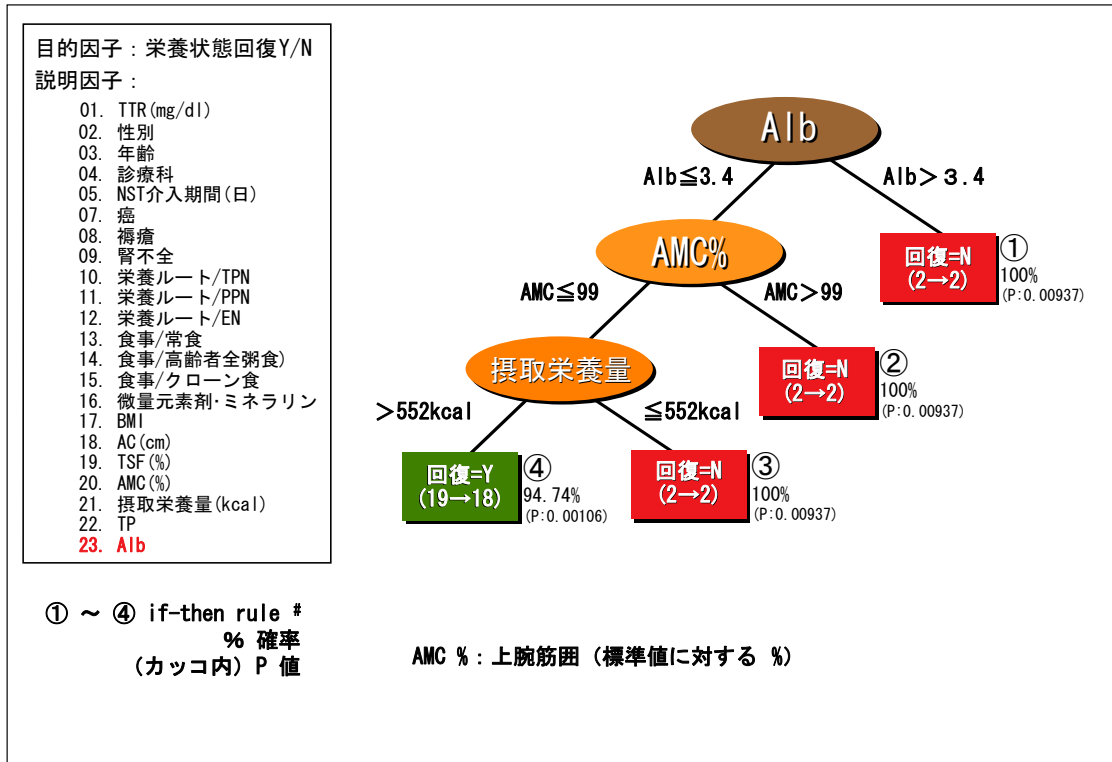 目的因子：栄養状態回復Y/N
説明因子：
01. TTR(mg/dl)
02. 性別
03. 年齢
04. 診療科
05. NST介入期間(日)
07. 癌
08. 褥瘡
09. 腎不全
10. 栄養ルート/TPN
11. 栄養ルート/PPN
12. 栄養ルート/EN
13. 食事/常食
14. 食事/高齢者全粥食)
15. 食事/クローン食
16. 微量元素剤･ミネラリン
17. BMI
18. AC(cm)
19. TSF(%)
20. AMC(%)
21. 摂取栄養量(kcal)
22. TP
23. Alb
① ～ ④ if-then rule #
% 確率
(カッコ内) P 値
Alb
Alb≦3.4
Alb＞３.4
AMC%
回復=N
(2→2)
①
100%
(P:0.00937)
AMC≦99
AMC＞99
摂取栄養量
回復=N
(2→2)
②
100%
(P:0.00937)
＞552kcal
≦552kcal
回復=Y
(19→18)
④
94.74%
(P:0.00106)
回復=N
(2→2)
③
100%
(P:0.00937)
AMC %：上腕筋囲 (標準値に対する %)